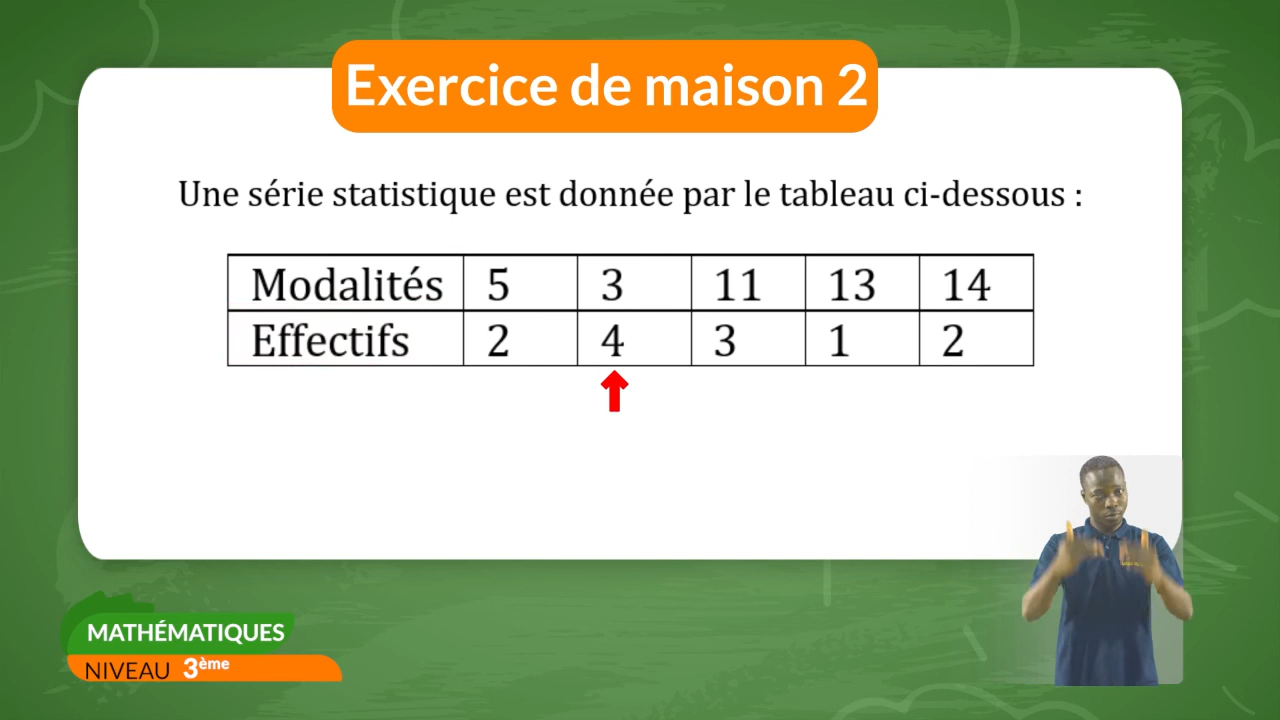 Exercice de maison 2
Une série statistique est donnée par le tableau ci-dessous :
Modalités 5 3 11 13 14
Effectifs 2 4 3 1 2
MATHÉMATIQUES
NIVEAU 3ème